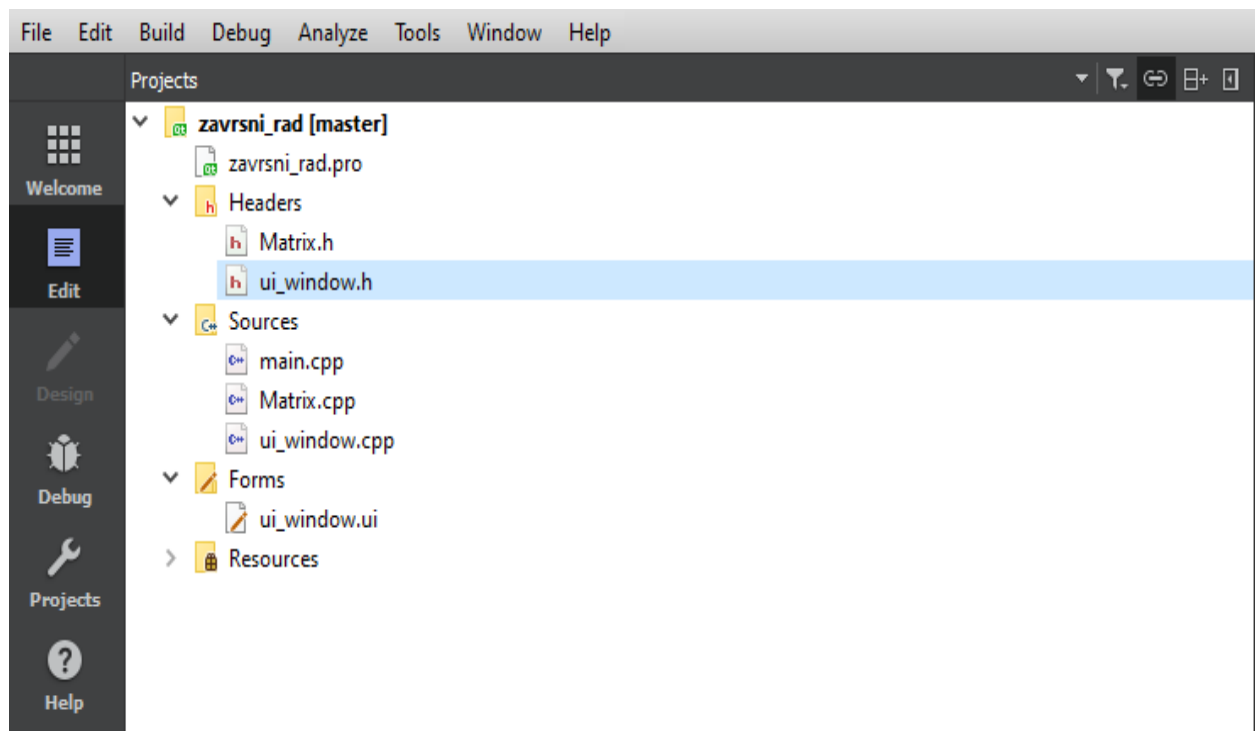 File Edit Build Debug Analyze Tools Window Help
Projects
zavrsni_rad [master]
zavrsni_rad.pro
Headers
Matrix.h
ui_window.h
Sources
main.cpp
Matrix.cpp
ui_window.cpp
Forms
ui_window.ui
Resources
Welcome
Edit
Design
Debug
Projects
Help